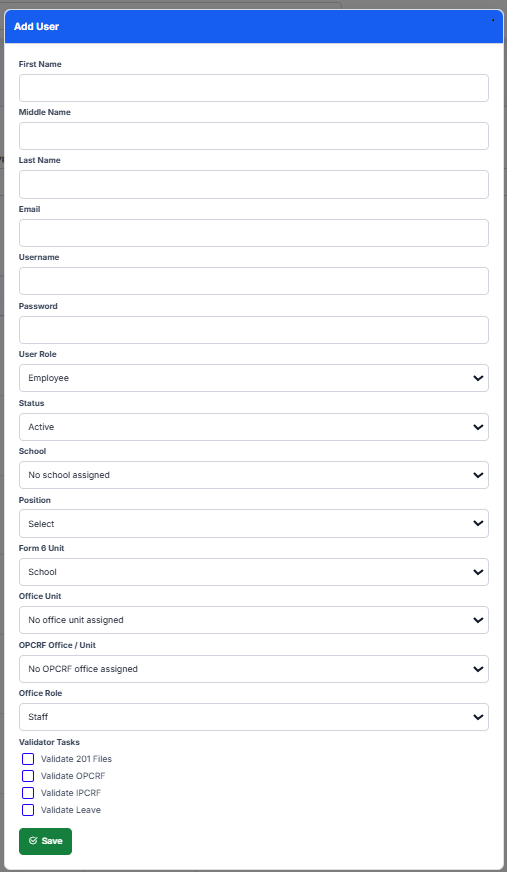 Add User
First Name
Middle Name
Last Name
Email
Username
Password
User Role
Employee
Status
Active
School
No school assigned
Position
Select
Form 6 Unit
School
Office Unit
No office unit assigned
OPCRF Office / Unit
No OPCRF office assigned
Office Role
Staff
Validator Tasks
Validate 201 Files
Validate OPCRF
Validate IPCRF
Validate Leave
Save